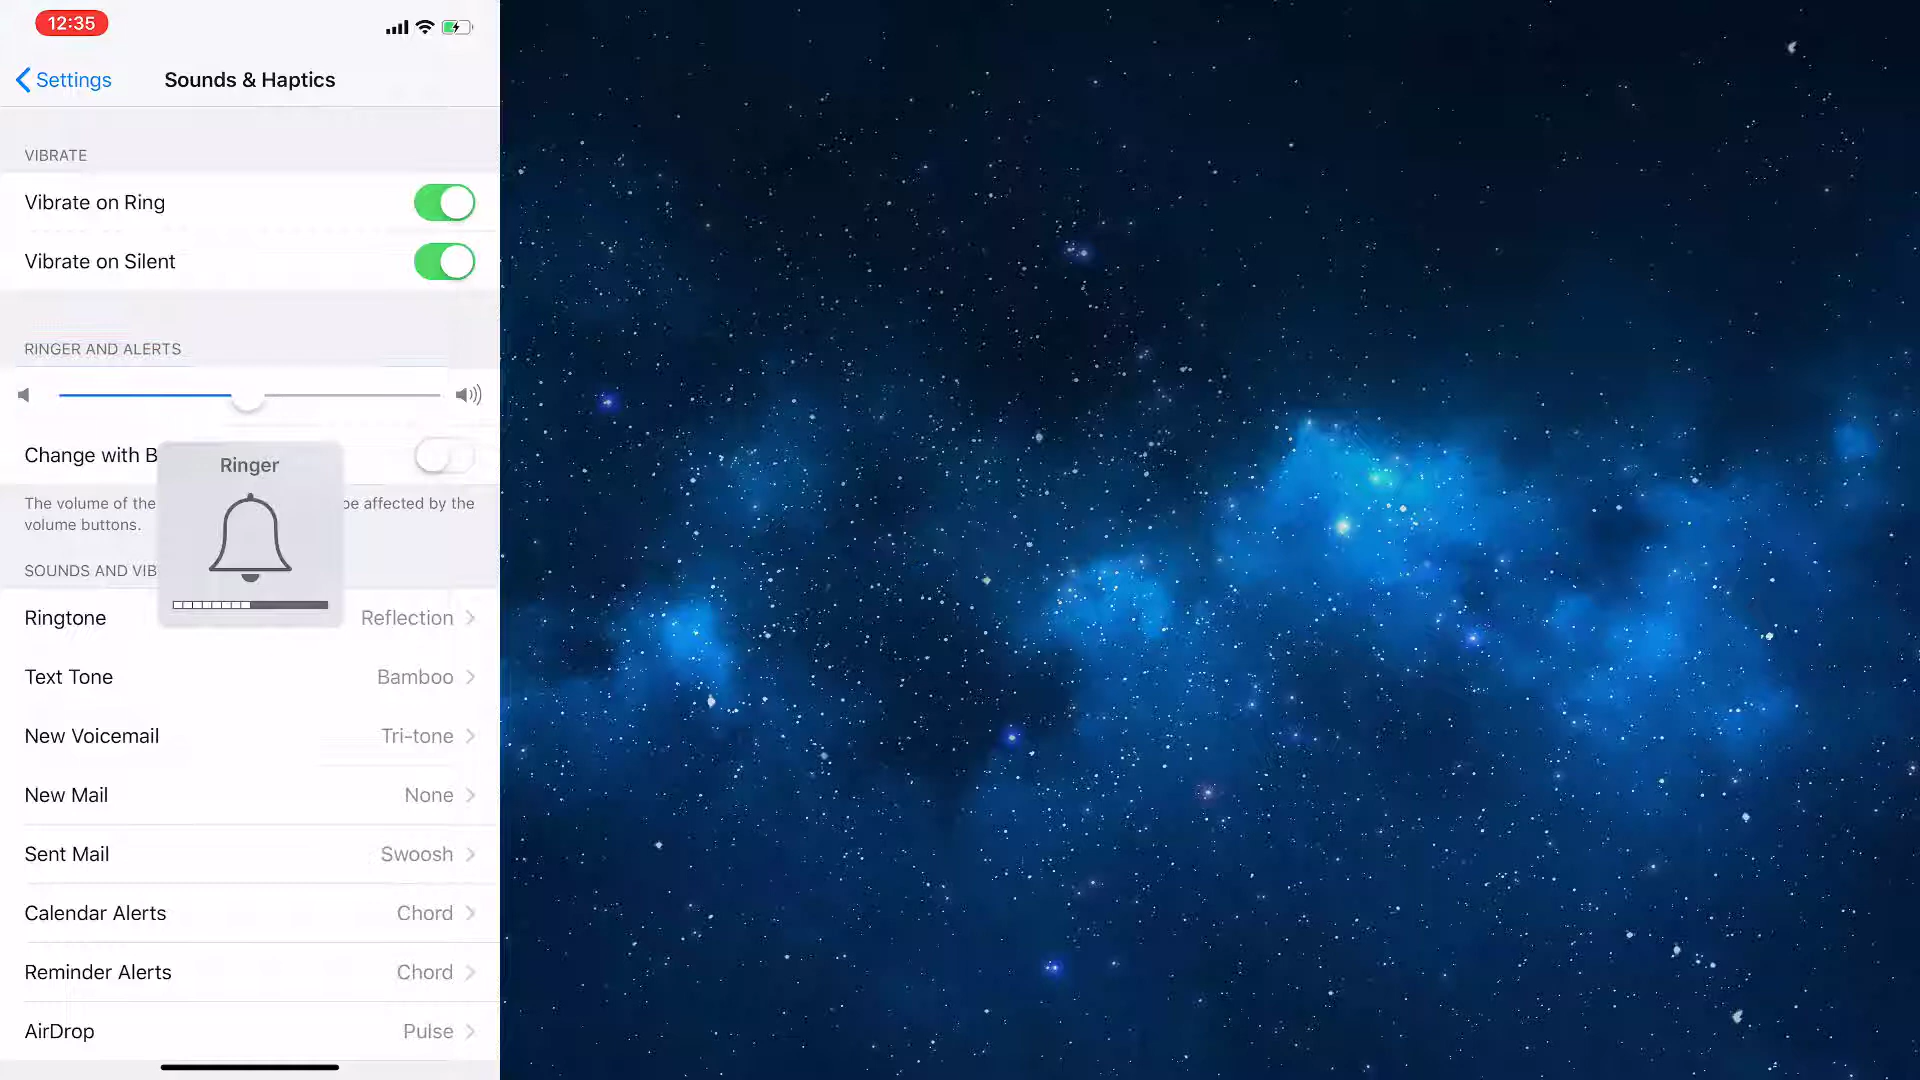 12:35
Settings
Sounds & Haptics
VIBRATE
Vibrate on Ring
Vibrate on Silent
RINGER AND ALERTS
Change with B
Ringer
The volume of the
be affected by the
volume buttons.
SOUNDS AND VIB
Ringtone Reflection
Text Tone Bamboo
New Voicemail Tri-tone
New Mail None
Sent Mail Swoosh
Calendar Alerts Chord
Reminder Alerts Chord
AirDrop Pulse